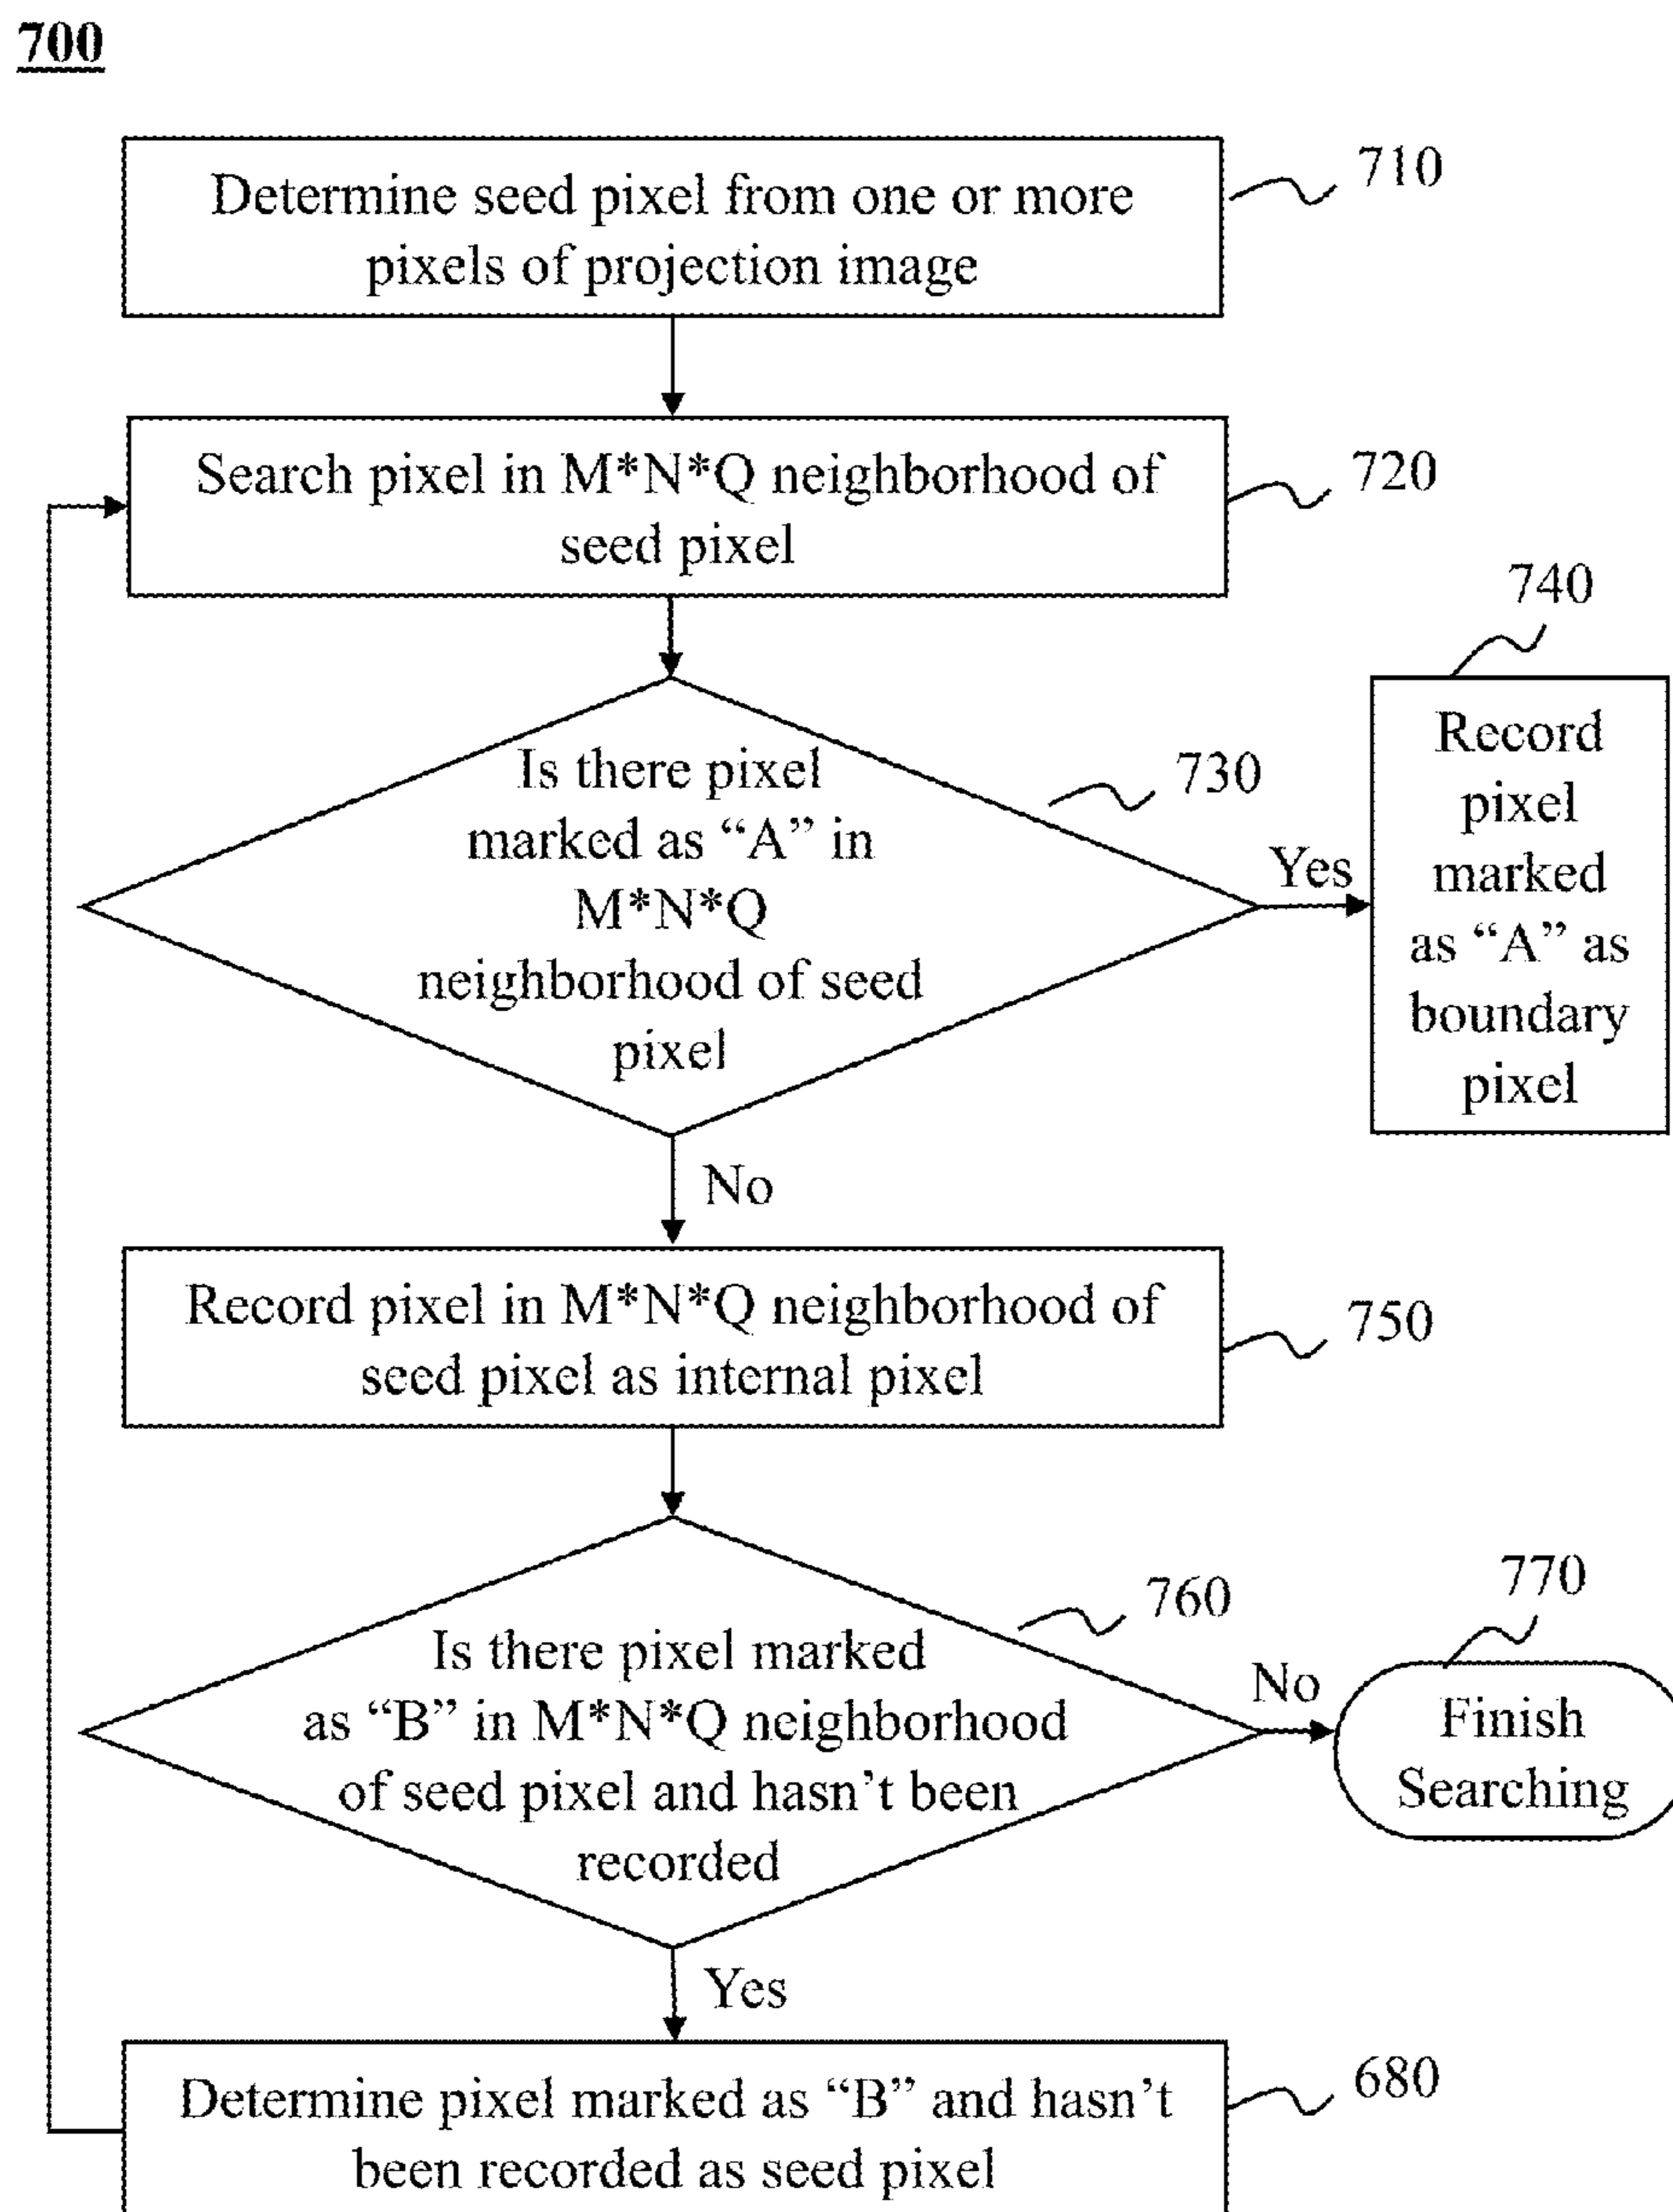 700
Determine seed pixel from one or more
pixels of projection image
710
Search pixel in M*N*Q neighborhood of
seed pixel
720
Is there pixel
marked as “A” in
M*N*Q
neighborhood of seed
pixel
730
Yes
740
Record
pixel
marked
as “A” as
boundary
pixel
No
Record pixel in M*N*Q neighborhood of
seed pixel as internal pixel
750
Is there pixel marked
as “B” in M*N*Q neighborhood
of seed pixel and hasn’t been
recorded
760
No
770
Finish
Searching
Yes
Determine pixel marked as “B” and hasn’t
been recorded as seed pixel
680